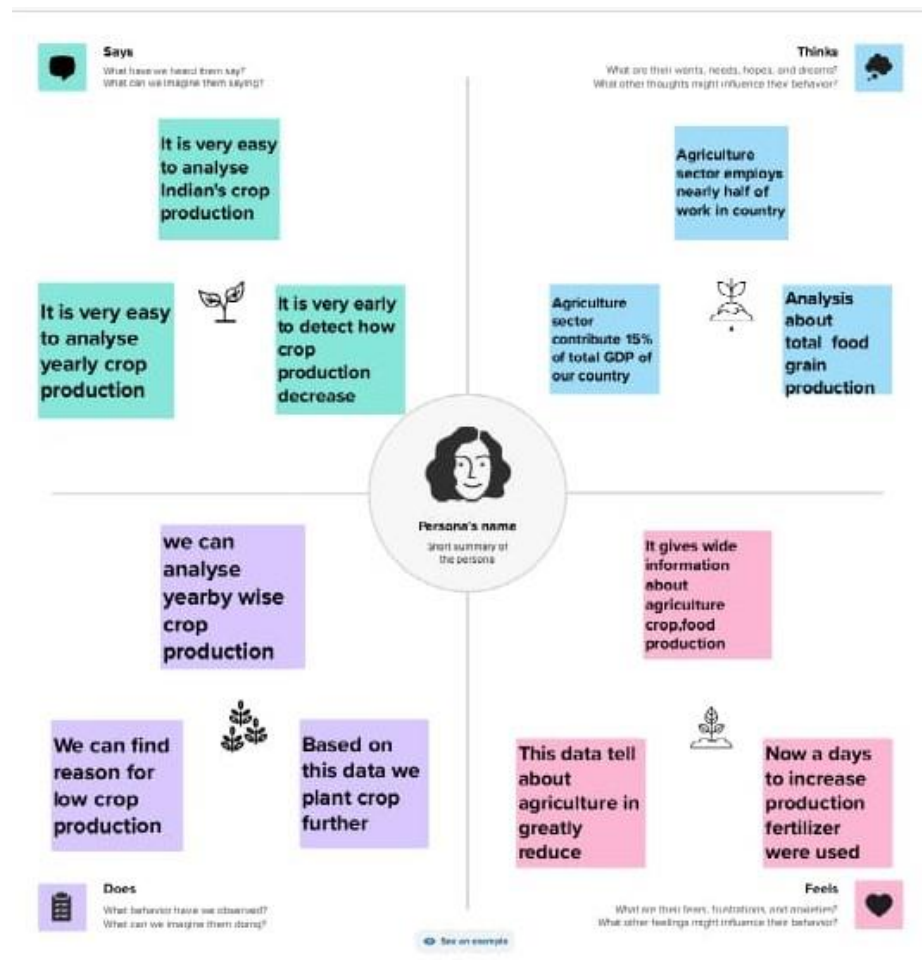 Says
What have we heard them say?
What can we imagine them saying?
It is very easy
to analyse
Indian's crop
production
It is very easy
to analyse
yearly crop
production
It is very early
to detect how
crop
production
decrease
Thinks
What are their wants, needs, hopes, and dreams?
What other thoughts might influence their behavior?
Agriculture
sector employs
nearly half of
work in country
Agriculture
sector
contribute 15%
of total GDP of
our country
Analysis
about
total food
grain
production
Persona's name
Short summary of
the persona
we can
analyse
yearby wise
crop
production
We can find
reason for
low crop
production
Based on
this data we
plant crop
further
Does
What behavior have we observed?
What can we imagine them doing?
It gives wide
information
about
agriculture
crop,food
production
This data tell
about
agriculture in
greatly
reduce
Now a days
to increase
production
fertilizer
were used
Feels
What are their fears, frustrations, and anxieties?
What other feelings might influence their behavior?
See an example